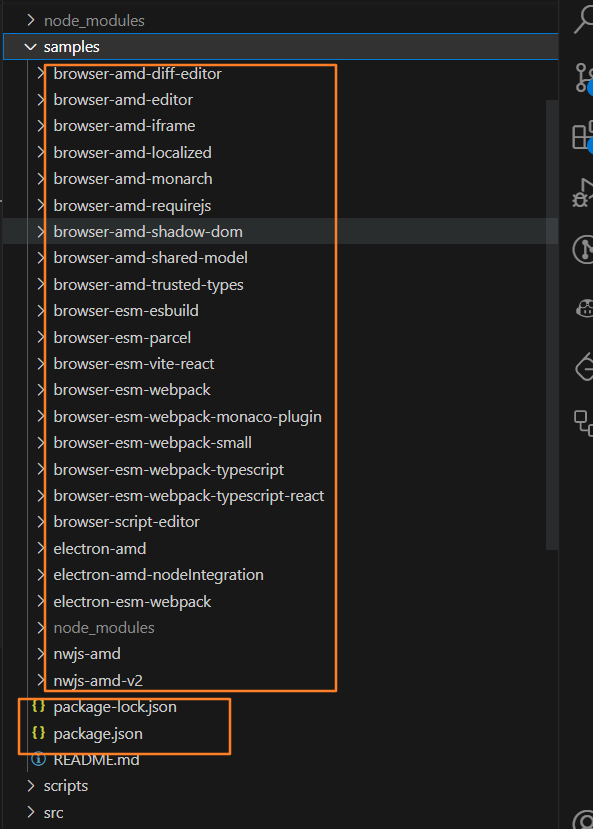 node_modules
samples
browser-amd-diff-editor
browser-amd-editor
browser-amd-iframe
browser-amd-localized
browser-amd-monarch
browser-amd-requirejs
browser-amd-shadow-dom
browser-amd-shared-model
browser-amd-trusted-types
browser-esm-esbuild
browser-esm-parcel
browser-esm-vite-react
browser-esm-webpack
browser-esm-webpack-monaco-plugin
browser-esm-webpack-small
browser-esm-webpack-typescript
browser-esm-webpack-typescript-react
browser-script-editor
electron-amd
electron-amd-nodeIntegration
electron-esm-webpack
node_modules
nwjs-amd
nwjs-amd-v2
package-lock.json
package.json
README.md
scripts
src